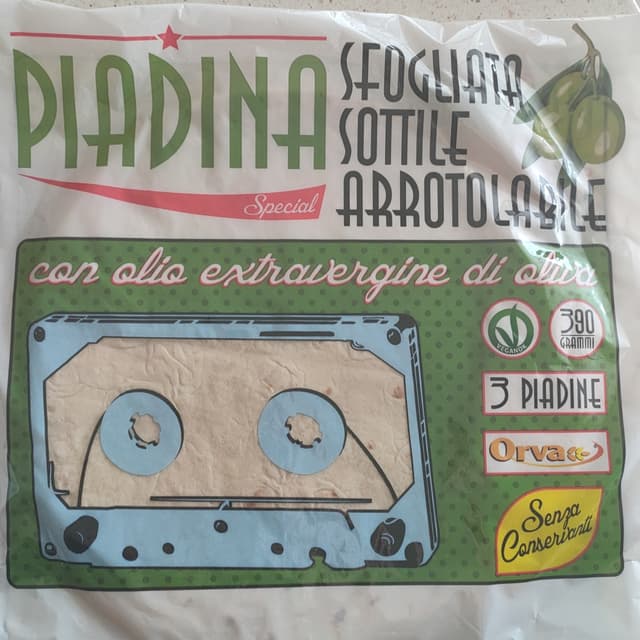 PIADINA
Special
SFOGLIATA
SOTTILE
ARROTOLABILE
con olio extravergine di oliva
VEGANOK
390
GRAMMI
3 PIADINE
Orva
Senza
Conservanti